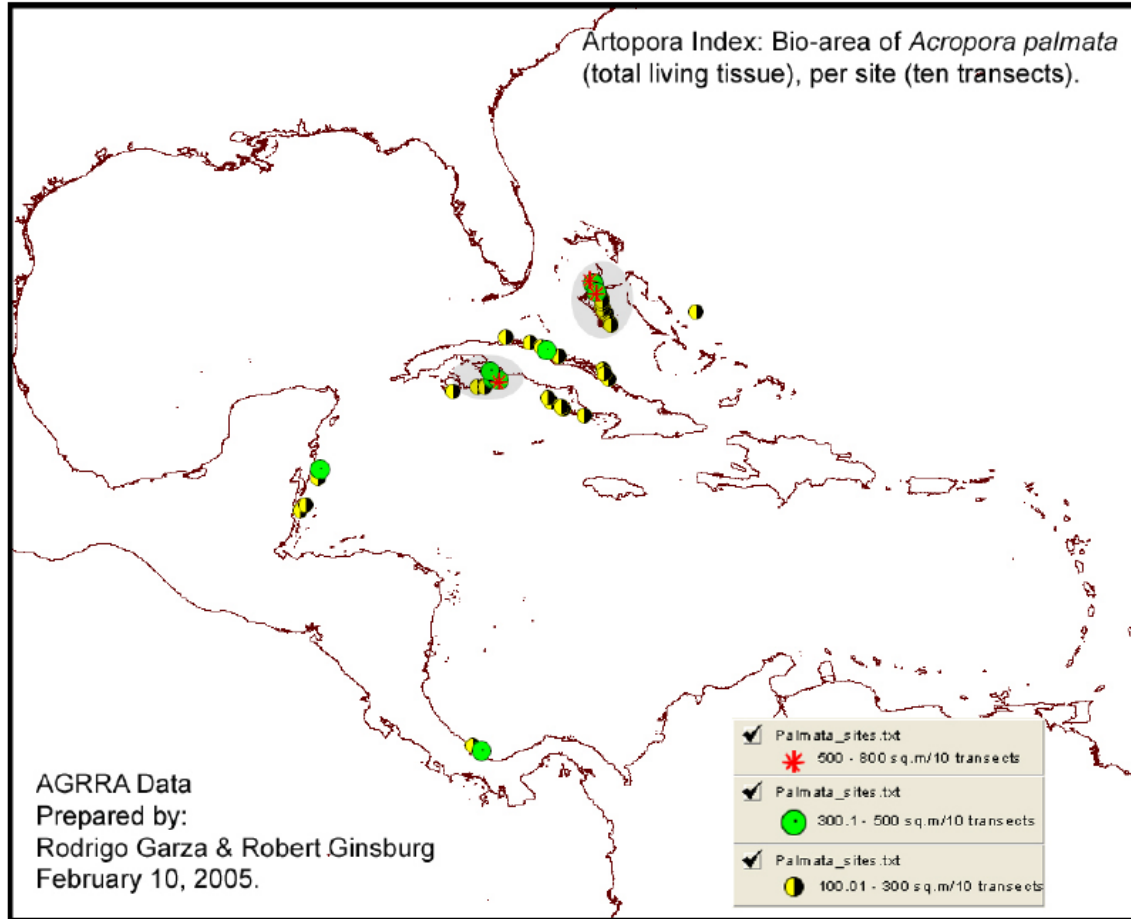 Artopora Index: Bio-area of Acropora palmata
(total living tissue), per site (ten transects).
AGRRA Data
Prepared by:
Rodrigo Garza & Robert Ginsburg
February 10, 2005.
Palmata_sites.txt
500 - 800 sq.m/10 transects
Palmata_sites.txt
300.1 - 500 sq.m/10 transects
Palmata_sites.txt
100.01 - 300 sq.m/10 transects